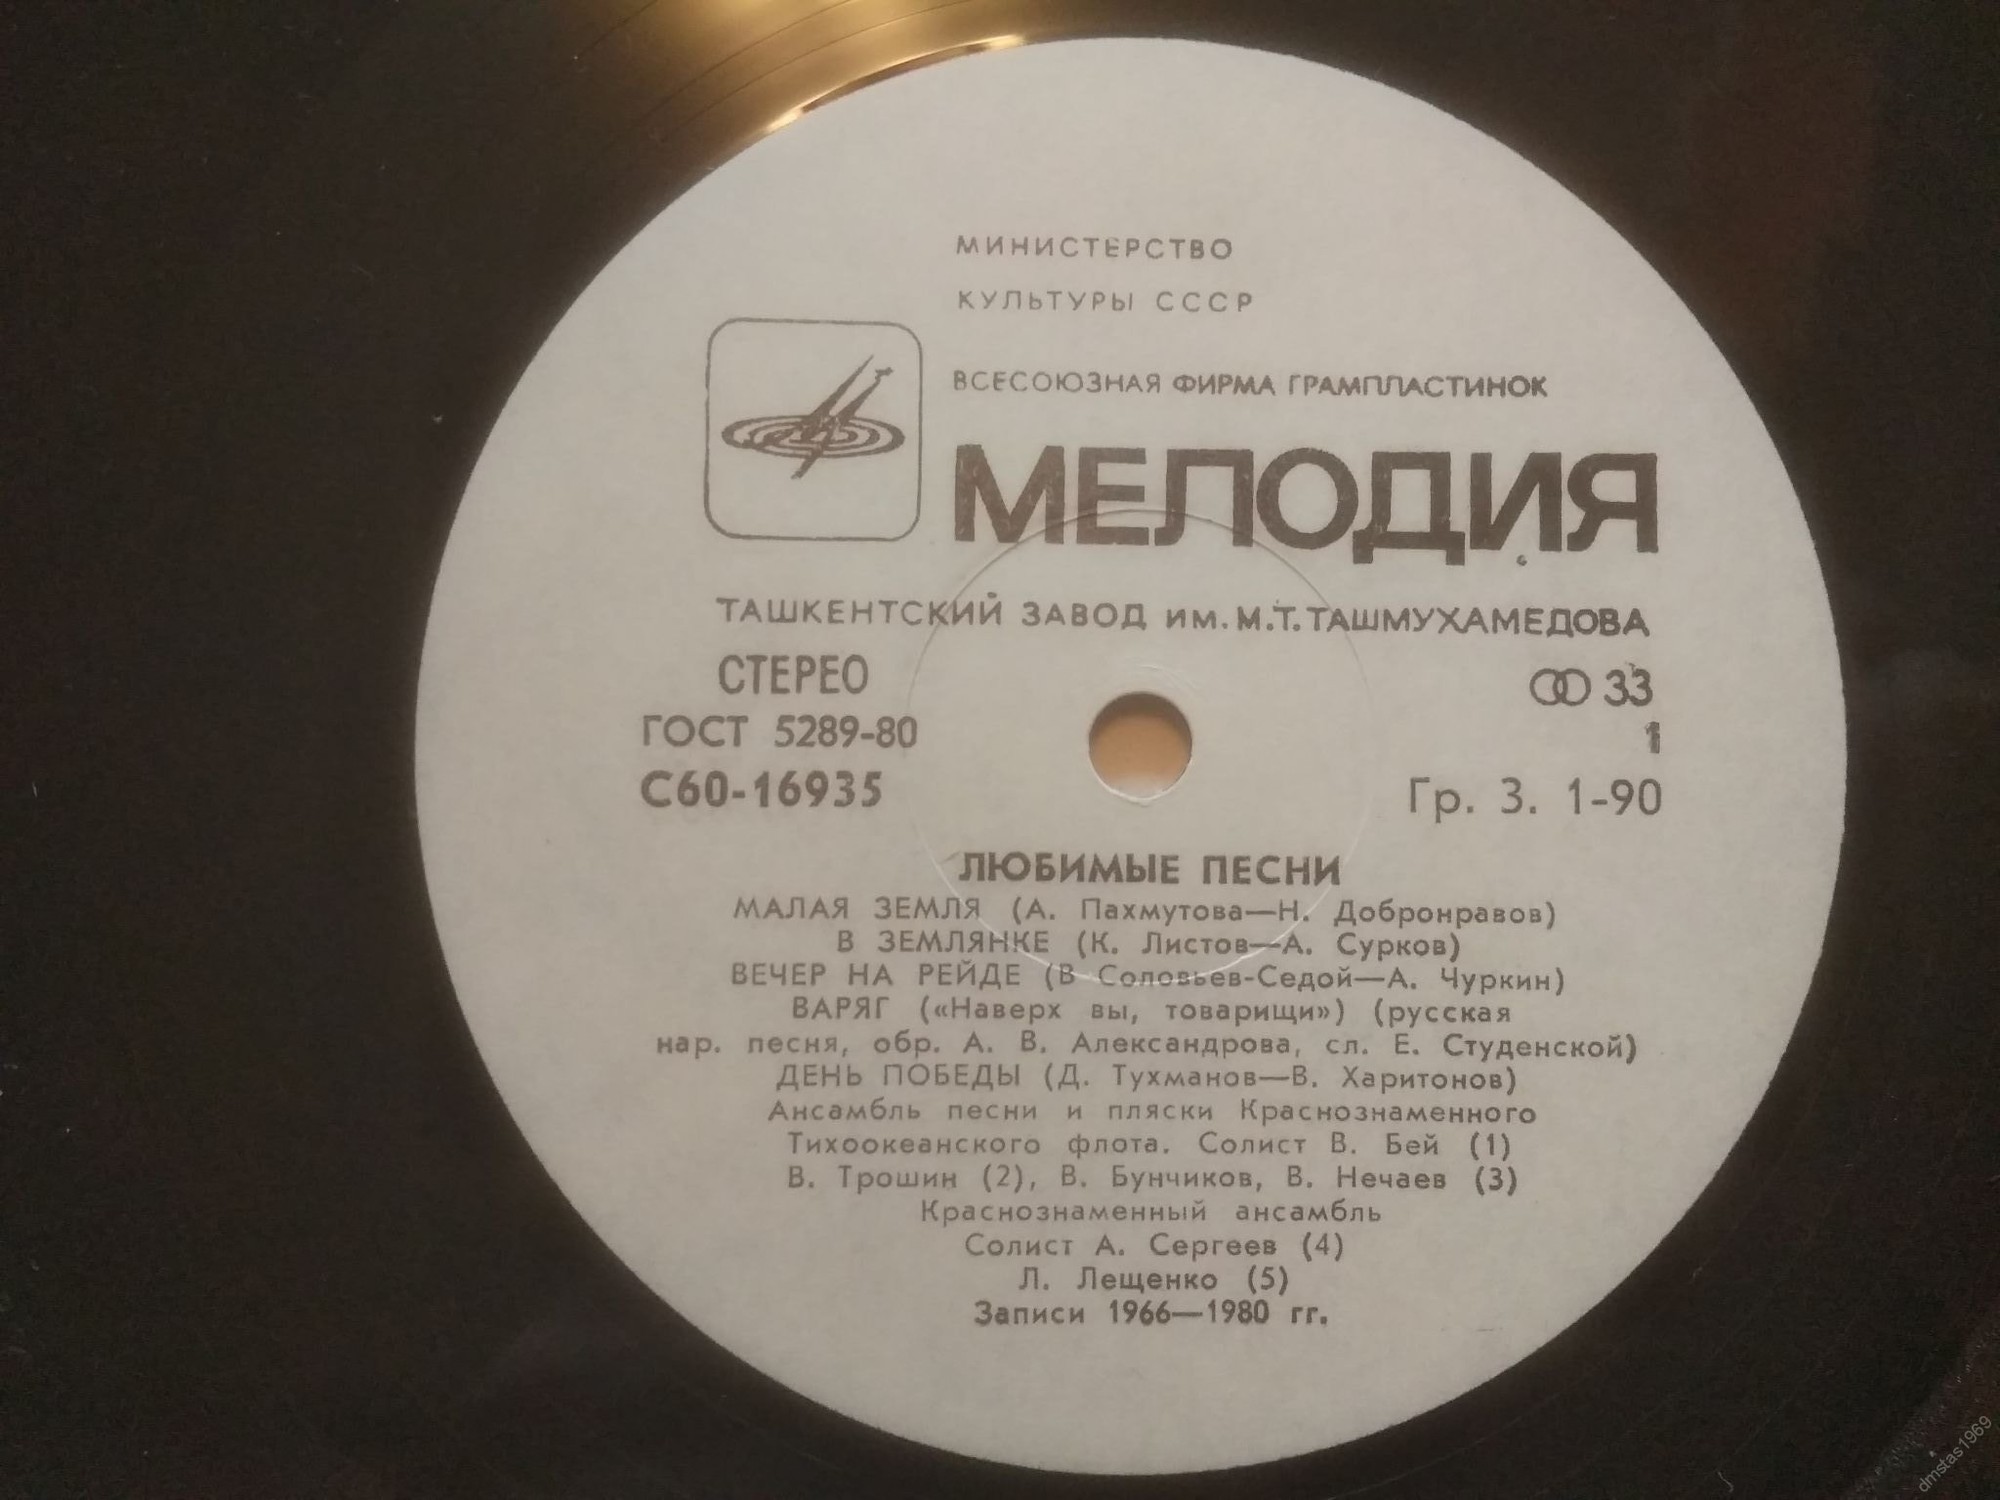 МИНИСТЕРСТВО
КУЛЬТУРЫ СССР
ВСЕСОЮЗНАЯ ФИРМА ГРАМПЛАСТИНОК
МЕЛОДИЯ
ТАШКЕНТСКИЙ ЗАВОД ИМ. М.Т. ТАШМУХАМЕДОВА
СТЕРЕО 33
ГОСТ 5289-80 1
С60-16935 Гр. 3. 1-90
ЛЮБИМЫЕ ПЕСНИ
МАЛАЯ ЗЕМЛЯ (А. Пахмутова—Н. Добронравов)
В ЗЕМЛЯНКЕ (К. Листов—А. Сурков)
ВЕЧЕР НА РЕЙДЕ (В Соловьев-Седой—А. Чуркин)
ВАРЯГ («Наверх вы, товарищи») (русская
нар. песня, обр. А. В. Александрова, сл. Е. Студенской)
ДЕНЬ ПОБЕДЫ (Д. Тухманов—В. Харитонов)
Ансамбль песни и пляски Краснознаменного
Тихоокеанского флота. Солист В. Бей (1)
В. Трошин (2), В. Бунчиков, В. Нечаев (3)
Краснознаменный ансамбль
Солист А. Сергеев (4)
Л. Лещенко (5)
Записи 1966—1980 гг.
dmstas1969